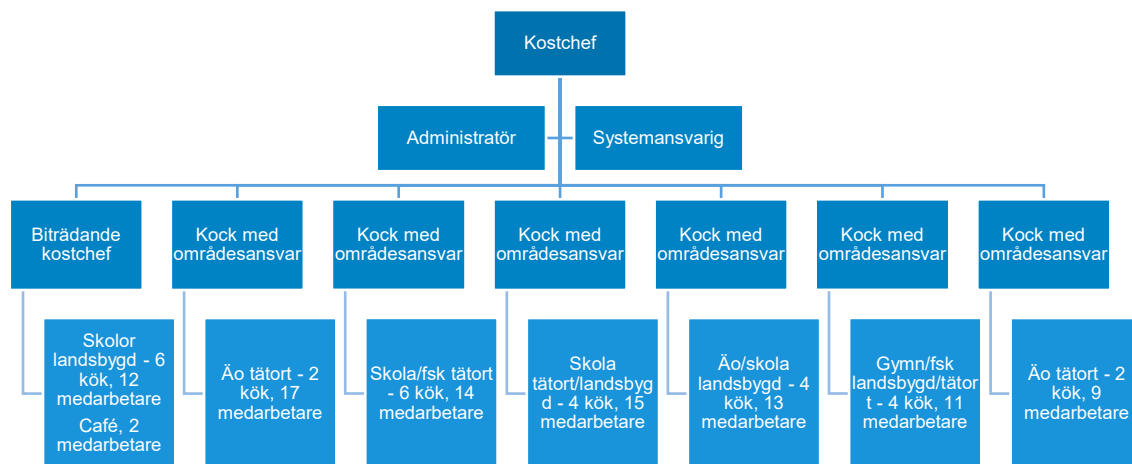 Kostchef
Administratör
Systemansvarig
Biträdande
kostchef
Kock med
områdesansvar
Kock med
områdesansvar
Kock med
områdesansvar
Kock med
områdesansvar
Kock med
områdesansvar
Kock med
områdesansvar
Skolor
landsbygd - 6
kök, 12
medarbetare
Café, 2
medarbetare
Äo tätort - 2
kök, 17
medarbetare
Skola/fsk tätort
- 6 kök, 14
medarbetare
Skola
tätort/landsbyg
d - 4 kök, 15
medarbetare
Äo/skola
landsbygd - 4
kök, 13
medarbetare
Gymn/fsk
landsbygd/tätor
t - 4 kök, 11
medarbetare
Äo tätort - 2
kök, 9
medarbetare